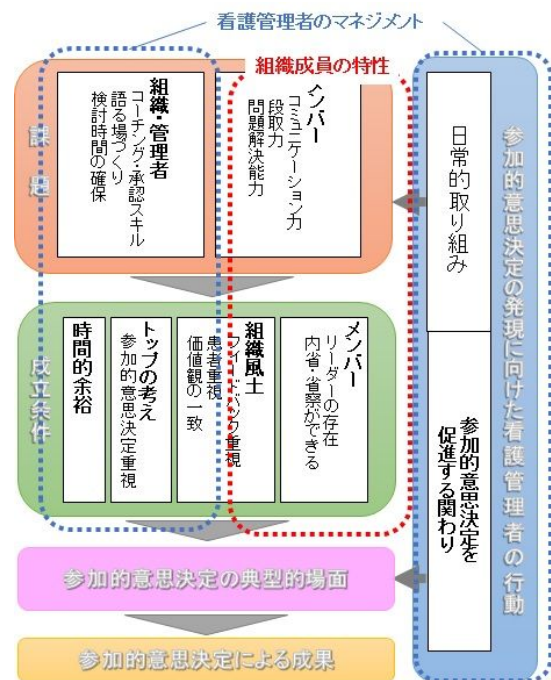 看護管理者のマネジメント
組織成員の特性
課題
組織・管理者
コーチング・承認スキル
語る場づくり
検討時間の確保
メンバー
コミュニケーション力
段取力
問題解決能力
日常的取り組み
参加的意思決定の発現に向けた看護管理者の行動
成立条件
時間的余裕
トップの考え
参加的意思決定重視
組織風土
フィードバック重視
患者重視
価値観の一致
メンバー
リーダーの存在
内省・省察ができる
参加的意思決定を
促進する関わり
参加的意思決定の典型的場面
参加的意思決定による成果